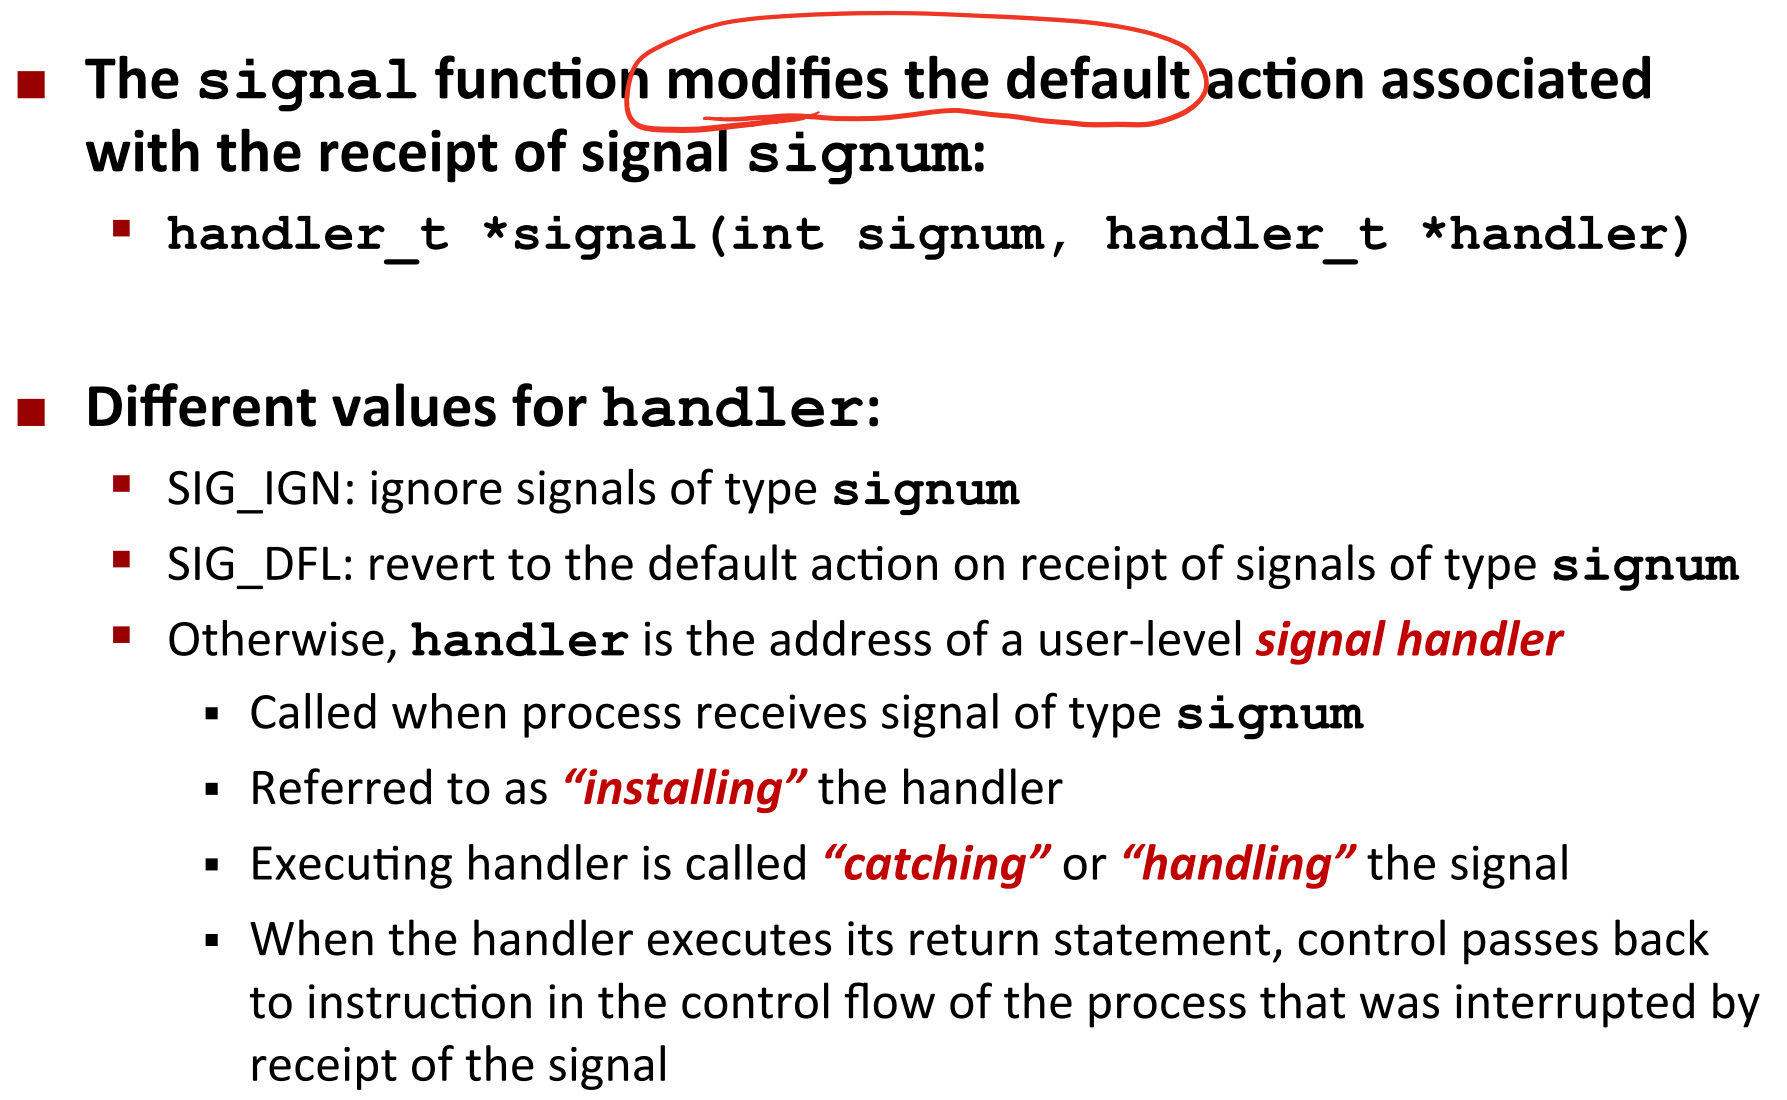 The signal function modifies the default action associated
with the receipt of signal signum:
handler_t *signal(int signum, handler_t *handler)
Different values for handler:
SIG_IGN: ignore signals of type signum
SIG_DFL: revert to the default action on receipt of signals of type signum
Otherwise, handler is the address of a user-level signal handler
Called when process receives signal of type signum
Referred to as “installing” the handler
Executing handler is called “catching” or “handling” the signal
When the handler executes its return statement, control passes back
to instruction in the control flow of the process that was interrupted by
receipt of the signal